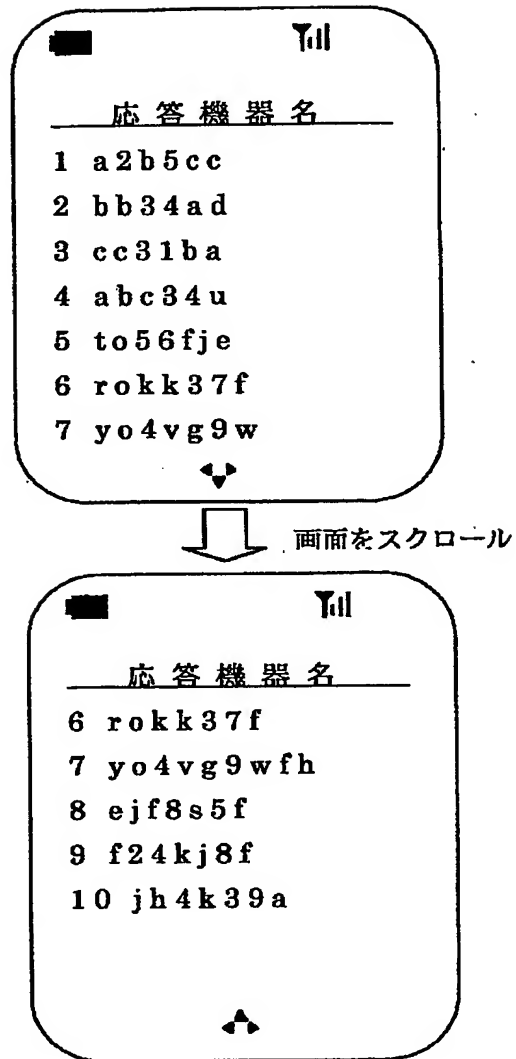 応答機器名
1 a2b5cc
2 bb34ad
3 cc31ba
4 abc34u
5 to56fje
6 rokk37f
7 yo4vg9w
画面をスクロール
応答機器名
6 rokk37f
7 yo4vg9wfh
8 ejf8s5f
9 f24kj8f
10 jh4k39a